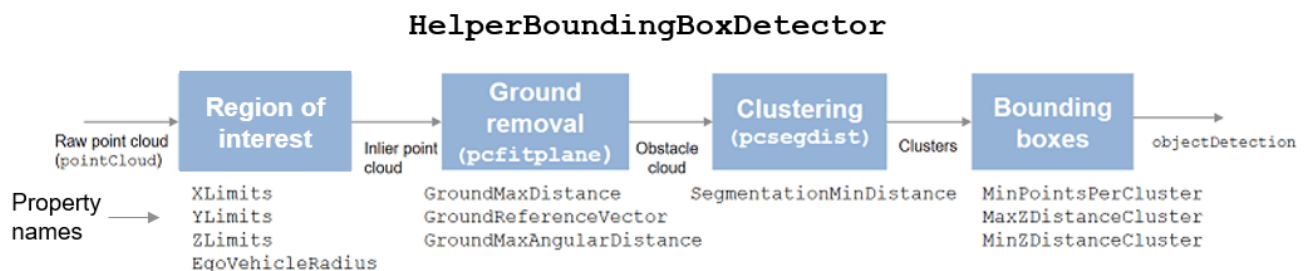 HelperBoundingBoxDetector
Raw point cloud
(pointCloud)
Region of
interest
Inlier point
cloud
Ground
removal
(pcfitplane)
Obstacle
cloud
Clustering
(pcsegdist)
Clusters
Bounding
boxes
objectDetection
Property
names
XLimits
YLimits
ZLimits
EgoVehicleRadius
GroundMaxDistance
GroundReferenceVector
GroundMaxAngularDistance
SegmentationMinDistance
MinPointsPerCluster
MaxZDistanceCluster
MinZDistanceCluster